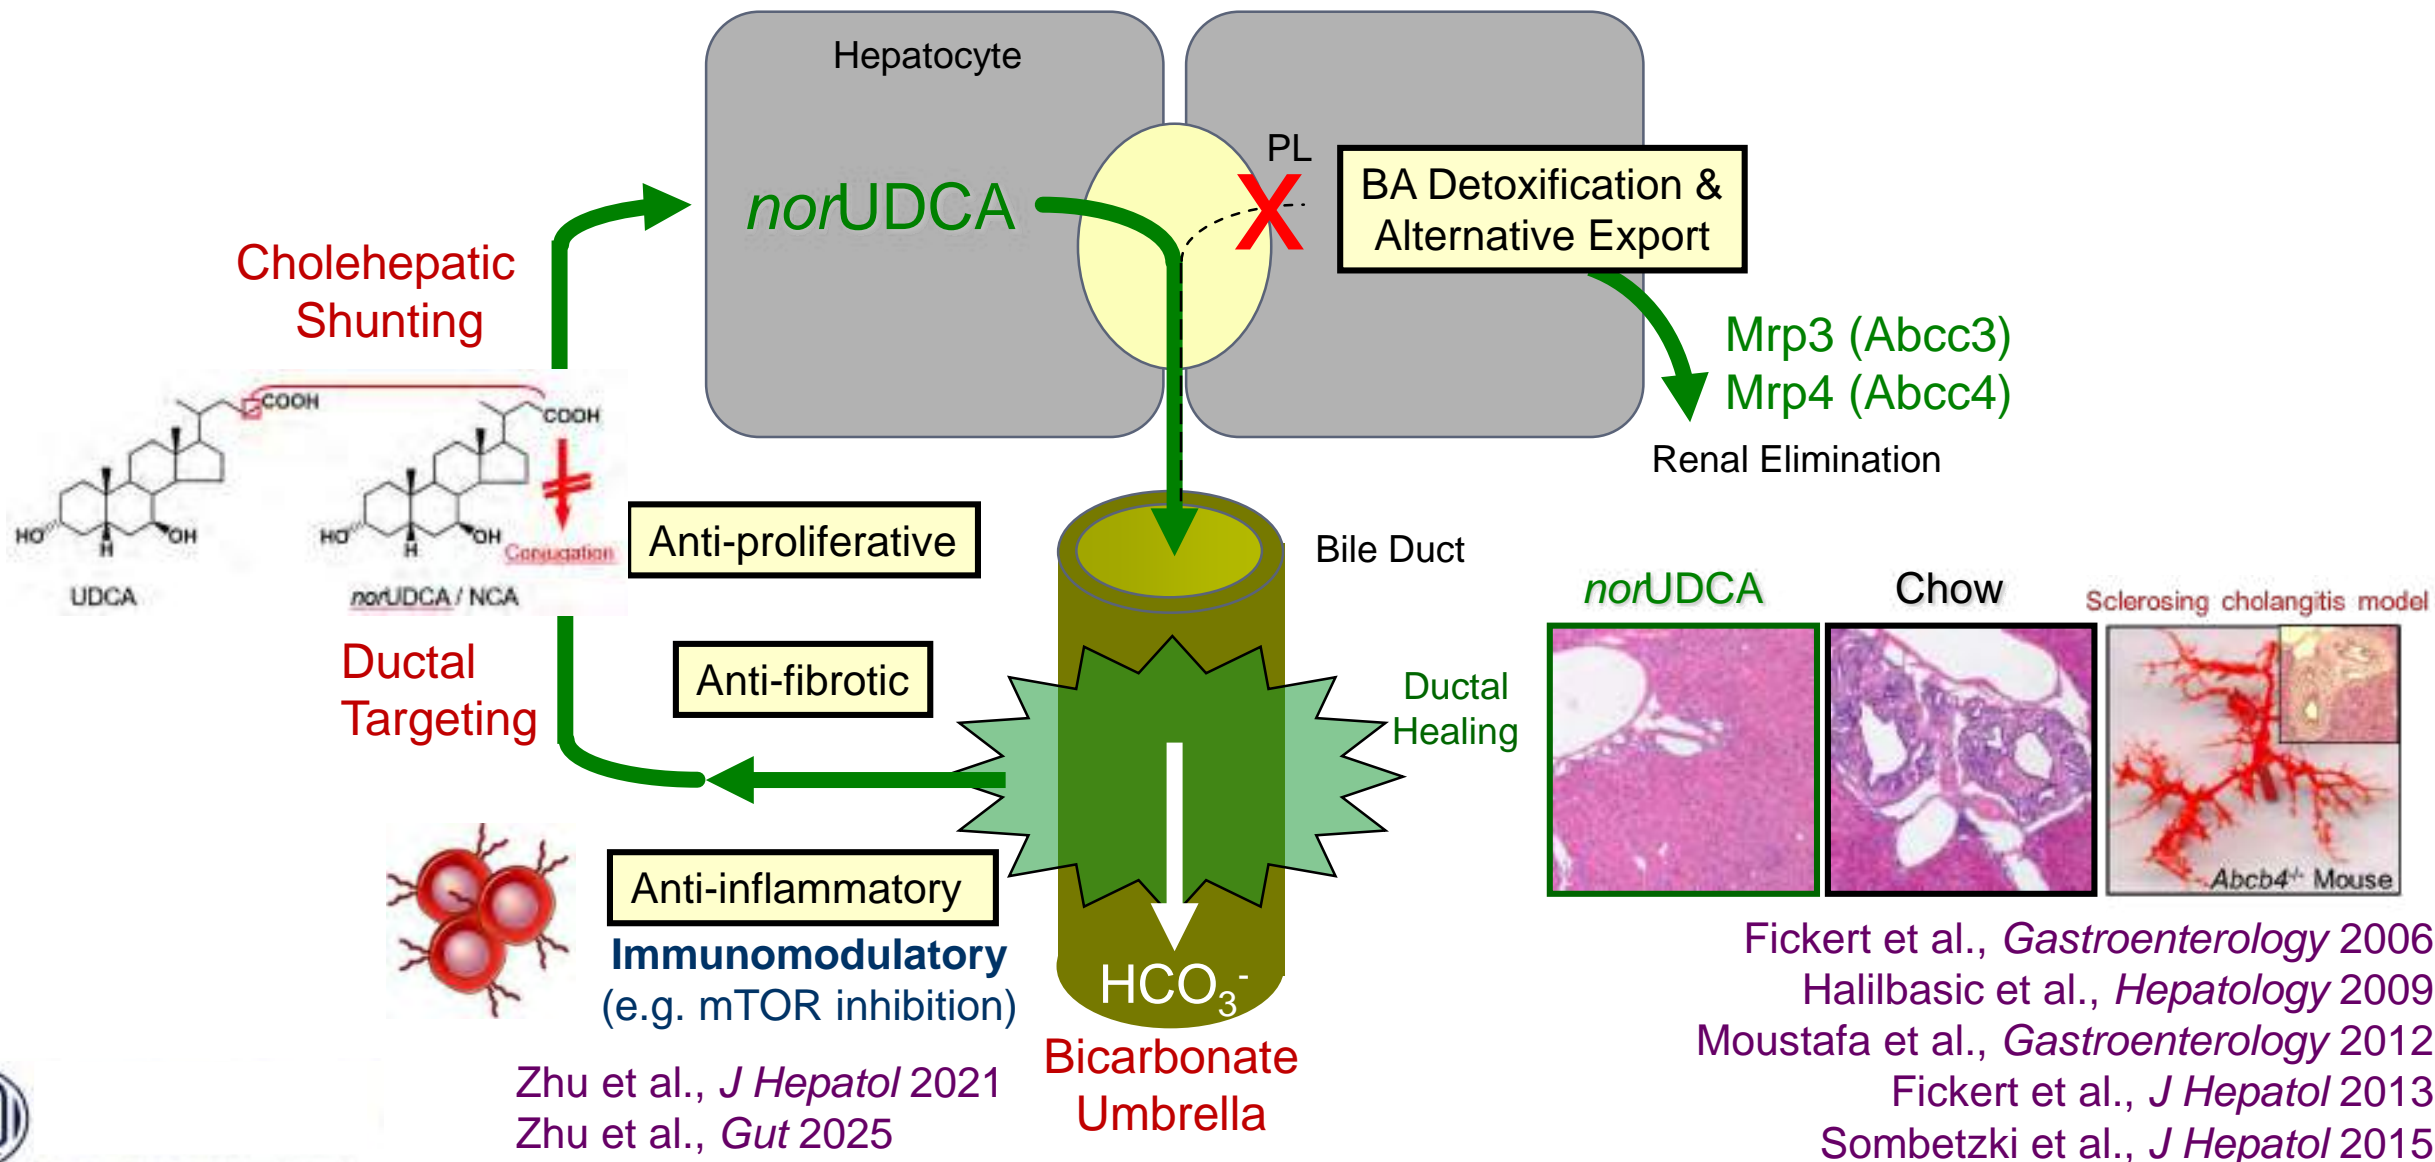 Hepatocyte
norUDCA
PL
X
BA Detoxification &
Alternative Export
Mrp3 (Abcc3)
Mrp4 (Abcc4)
Renal Elimination
Cholehepatic
Shunting
COOH
COOH
HO
H
OH
HO
H
OH
Conjugation
UDCA
norUDCA / NCA
Anti-proliferative
Ductal
Targeting
Anti-fibrotic
Anti-inflammatory
Immunomodulatory
(e.g. mTOR inhibition)
Zhu et al., J Hepatol 2021
Zhu et al., Gut 2025
Bile Duct
Ductal
Healing
HCO₃⁻
Bicarbonate
Umbrella
norUDCA
Chow
Sclerosing cholangitis model
Abcb4⁻/⁻ Mouse
Fickert et al., Gastroenterology 2006
Halilbasic et al., Hepatology 2009
Moustafa et al., Gastroenterology 2012
Fickert et al., J Hepatol 2013
Sombetzki et al., J Hepatol 2015